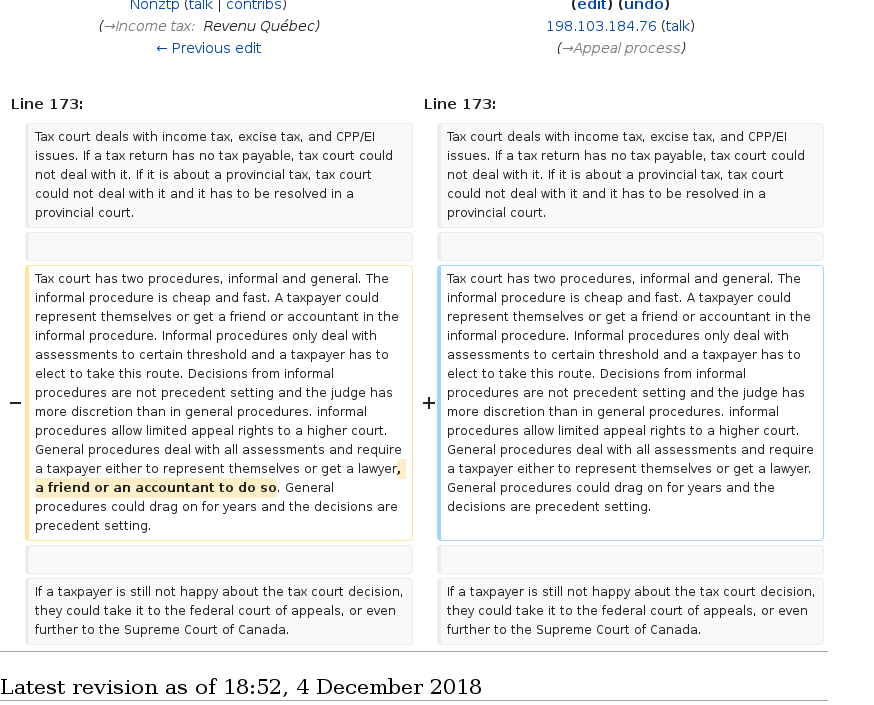 Nonztp (talk | contribs)
(→Income tax: Revenu Québec)
← Previous edit
(edit) (undo)
198.103.184.76 (talk)
(→Appeal process)
Line 173:
Tax court deals with income tax, excise tax, and CPP/EI
issues. If a tax return has no tax payable, tax court could
not deal with it. If it is about a provincial tax, tax court
could not deal with it and it has to be resolved in a
provincial court.
−
Tax court has two procedures, informal and general. The
informal procedure is cheap and fast. A taxpayer could
represent themselves or get a friend or accountant in the
informal procedure. Informal procedures only deal with
assessments to certain threshold and a taxpayer has to
elect to take this route. Decisions from informal
procedures are not precedent setting and the judge has
more discretion than in general procedures. informal
procedures allow limited appeal rights to a higher court.
General procedures deal with all assessments and require
a taxpayer either to represent themselves or get a lawyer,
a friend or an accountant to do so. General
procedures could drag on for years and the decisions are
precedent setting.
If a taxpayer is still not happy about the tax court decision,
they could take it to the federal court of appeals, or even
further to the Supreme Court of Canada.
Line 173:
Tax court deals with income tax, excise tax, and CPP/EI
issues. If a tax return has no tax payable, tax court could
not deal with it. If it is about a provincial tax, tax court
could not deal with it and it has to be resolved in a
provincial court.
+
Tax court has two procedures, informal and general. The
informal procedure is cheap and fast. A taxpayer could
represent themselves or get a friend or accountant in the
informal procedure. Informal procedures only deal with
assessments to certain threshold and a taxpayer has to
elect to take this route. Decisions from informal
procedures are not precedent setting and the judge has
more discretion than in general procedures. informal
procedures allow limited appeal rights to a higher court.
General procedures deal with all assessments and require
a taxpayer either to represent themselves or get a lawyer.
General procedures could drag on for years and the
decisions are precedent setting.
If a taxpayer is still not happy about the tax court decision,
they could take it to the federal court of appeals, or even
further to the Supreme Court of Canada.
Latest revision as of 18:52, 4 December 2018